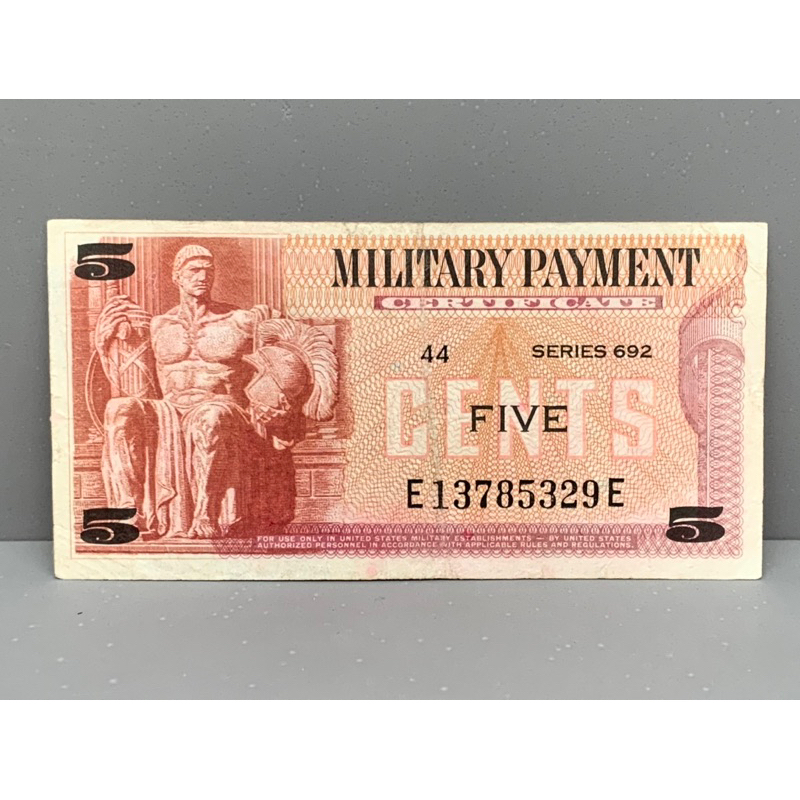 5
MILITARY PAYMENT
CERTIFICATE
44 SERIES 692
CENTS
FIVE
E13785329E
5 5
FOR USE ONLY IN UNITED STATES MILITARY ESTABLISHMENTS — BY UNITED STATES
AUTHORIZED PERSONNEL IN ACCORDANCE WITH APPLICABLE RULES AND REGULATIONS.